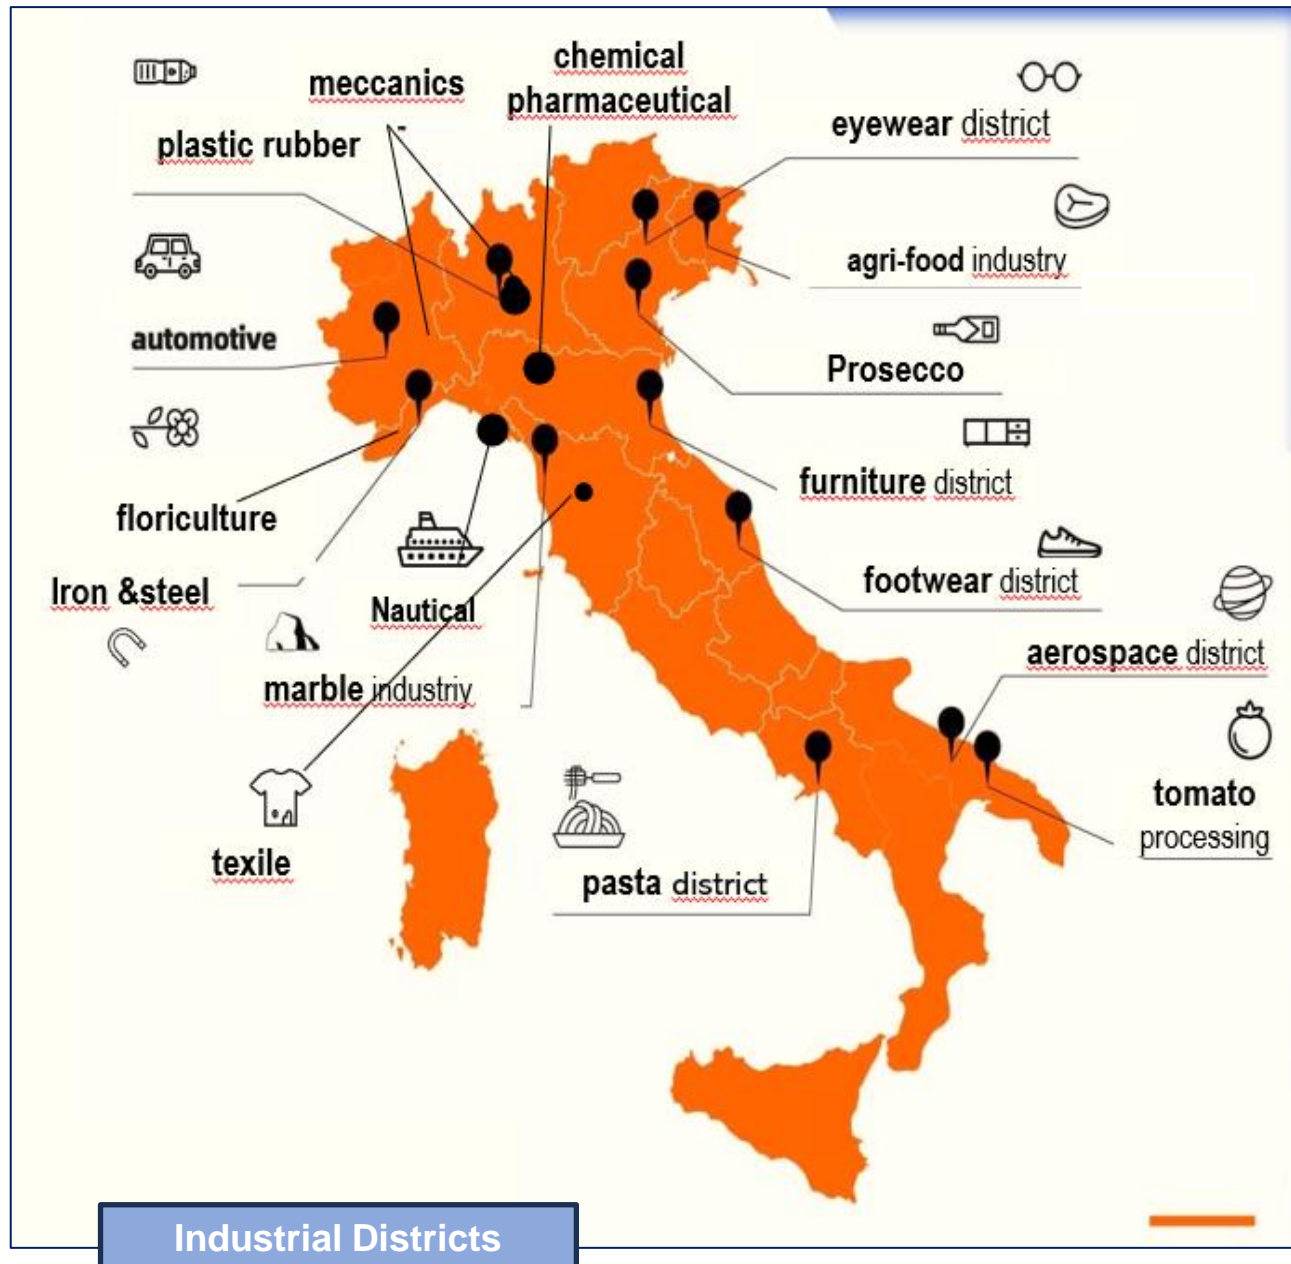 meccanics
chemical
pharmaceutical
plastic rubber
eyewear district
agri-food industry
automotive
Prosecco
furniture district
floriculture
footwear district
Iron &steel
Nautical
aerospace district
marble industriy
tomato
processing
texile
pasta district
Industrial Districts